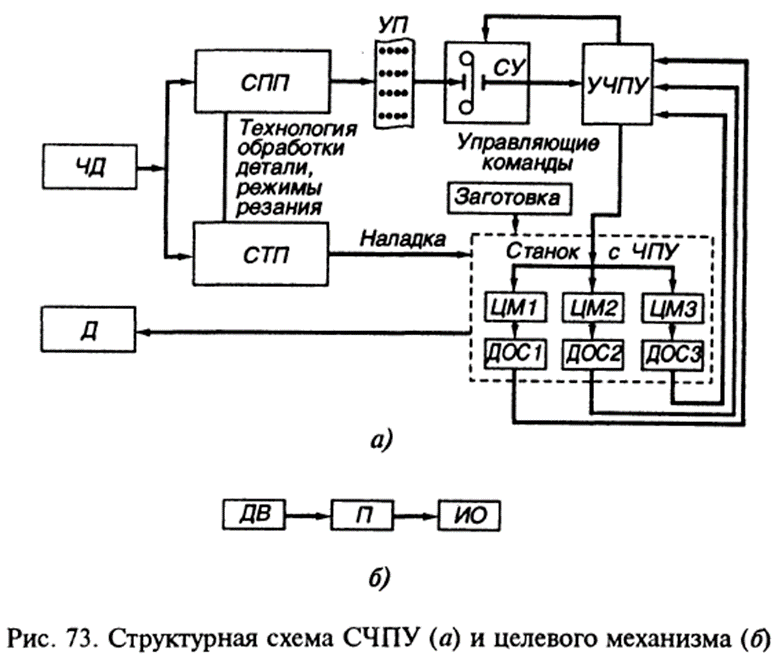 УП
СПП
СУ
УЧПУ
Технология
обработки
детали,
режимы
резания
Управляющие
команды
ЧД
Заготовка
СТП
Наладка
Станок с ЧПУ
ЦМ1 ЦМ2 ЦМ3
Д
ДОС1 ДОС2 ДОС3
а)
ДВ П ИО
б)
Рис. 73. Структурная схема СЧПУ (а) и целевого механизма (б)